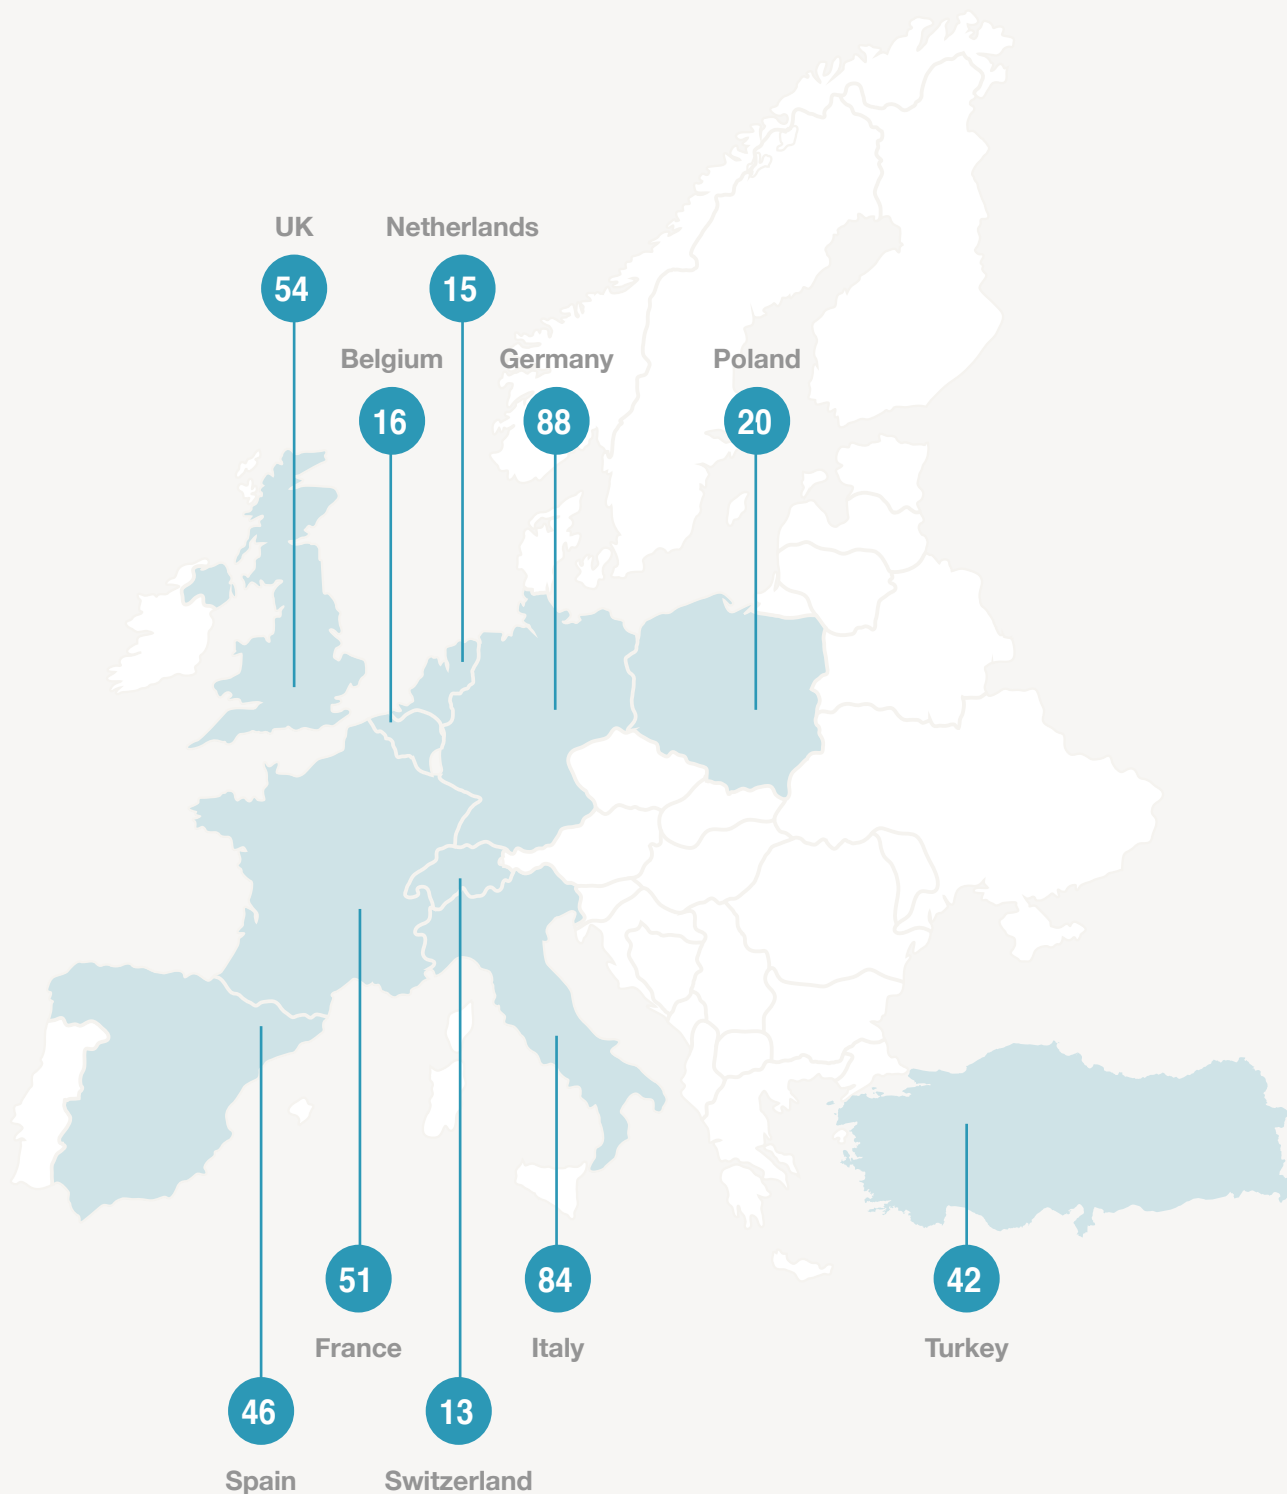 UK
54
Netherlands
15
Belgium
16
Germany
88
Poland
20
51
France
84
Italy
42
Turkey
46
Spain
13
Switzerland